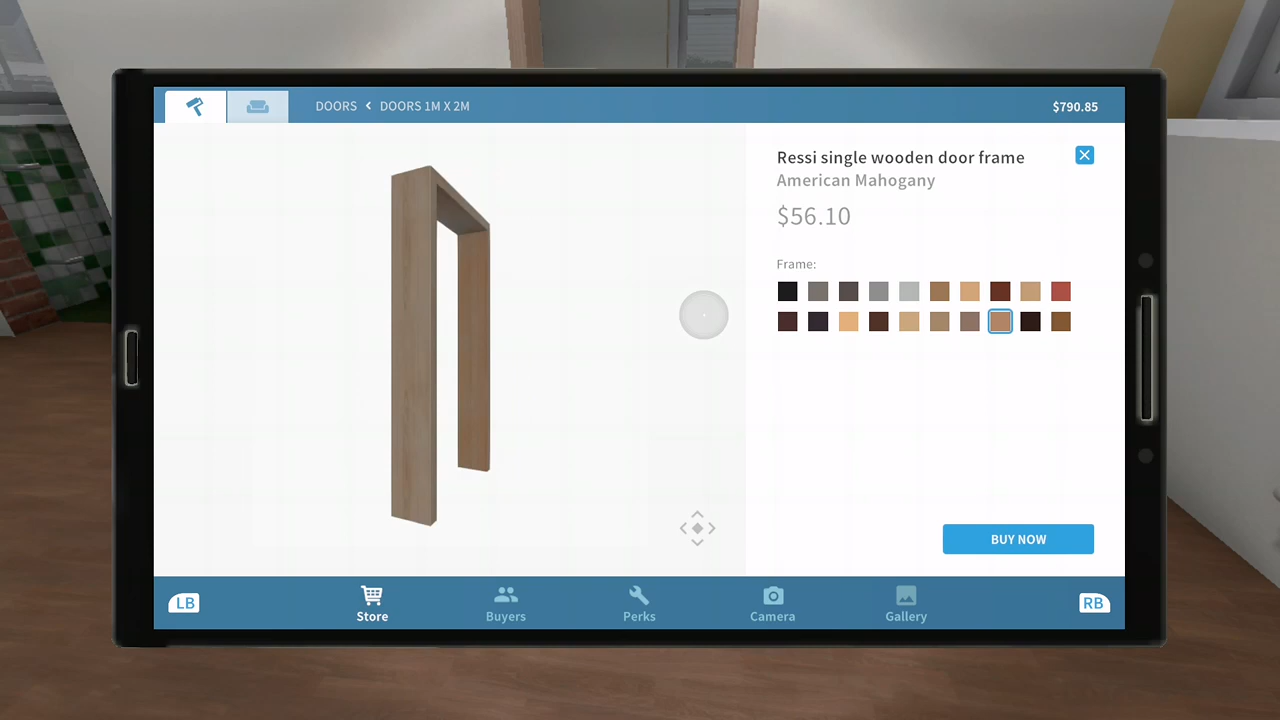 DOORS < DOORS 1M X 2M
$790.85
Ressi single wooden door frame
American Mahogany
$56.10
Frame:
BUY NOW
LB
Store
Buyers
Perks
Camera
Gallery
RB